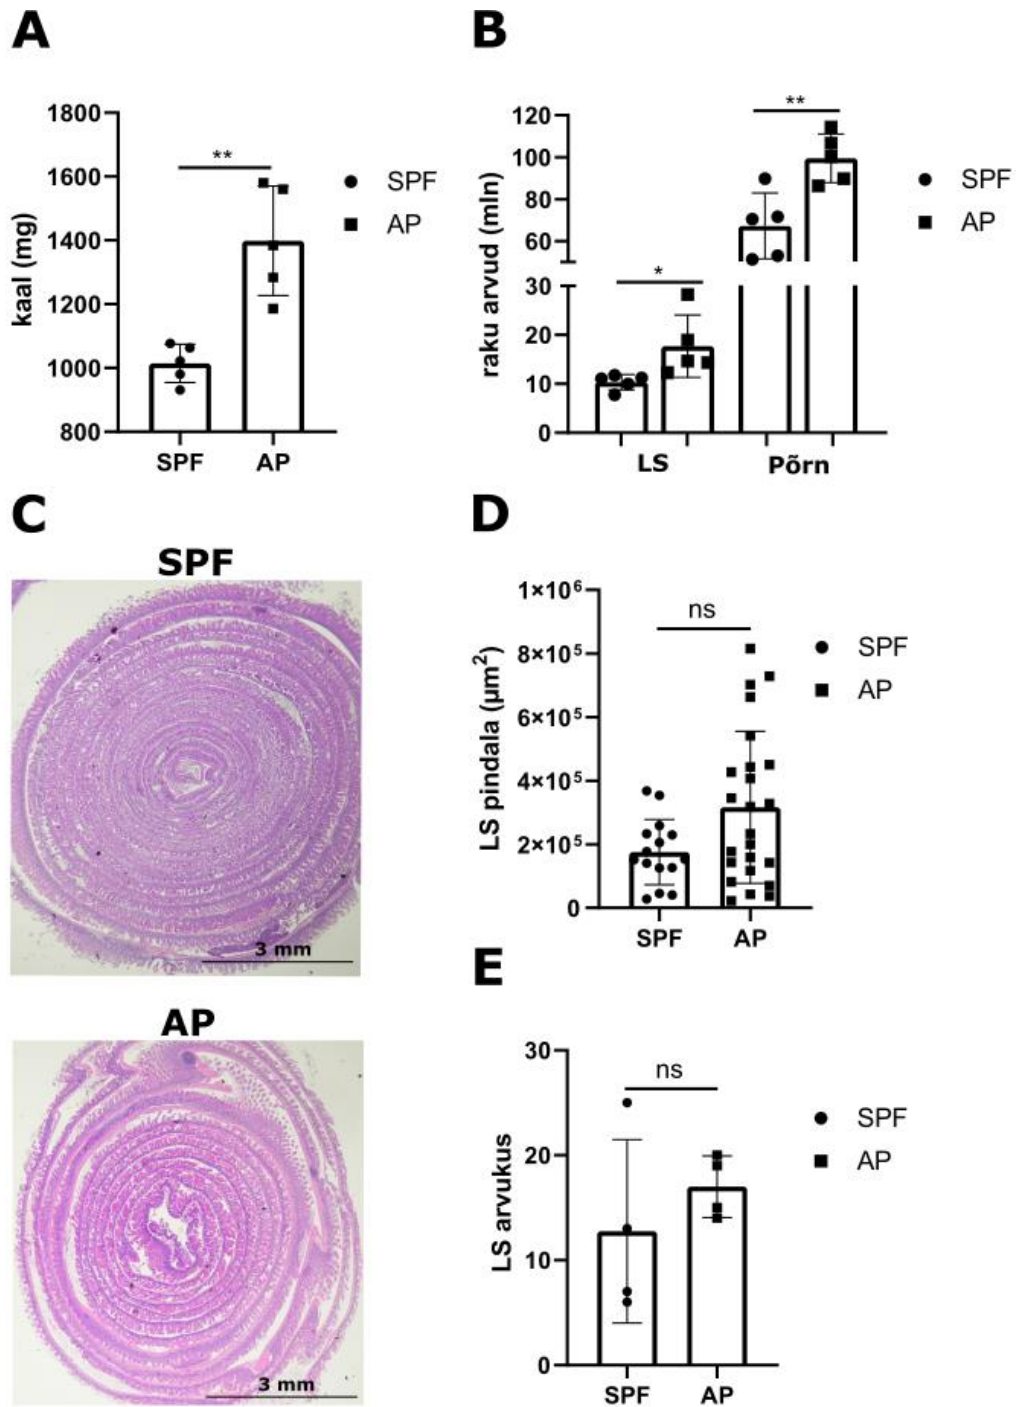 A
1800
1600
1400
1200
1000
800
kaal (mg)
**
SPF
AP
SPF
AP
B
120
100
80
60
30
20
10
0
raku arvud (mln)
*
**
LS
Põrn
SPF
AP
C
SPF
3 mm
AP
3 mm
D
1×10⁶
8×10⁵
6×10⁵
4×10⁵
2×10⁵
0
LS pindala (µm²)
ns
SPF
AP
SPF
AP
E
30
20
10
0
LS arvukus
ns
SPF
AP
SPF
AP